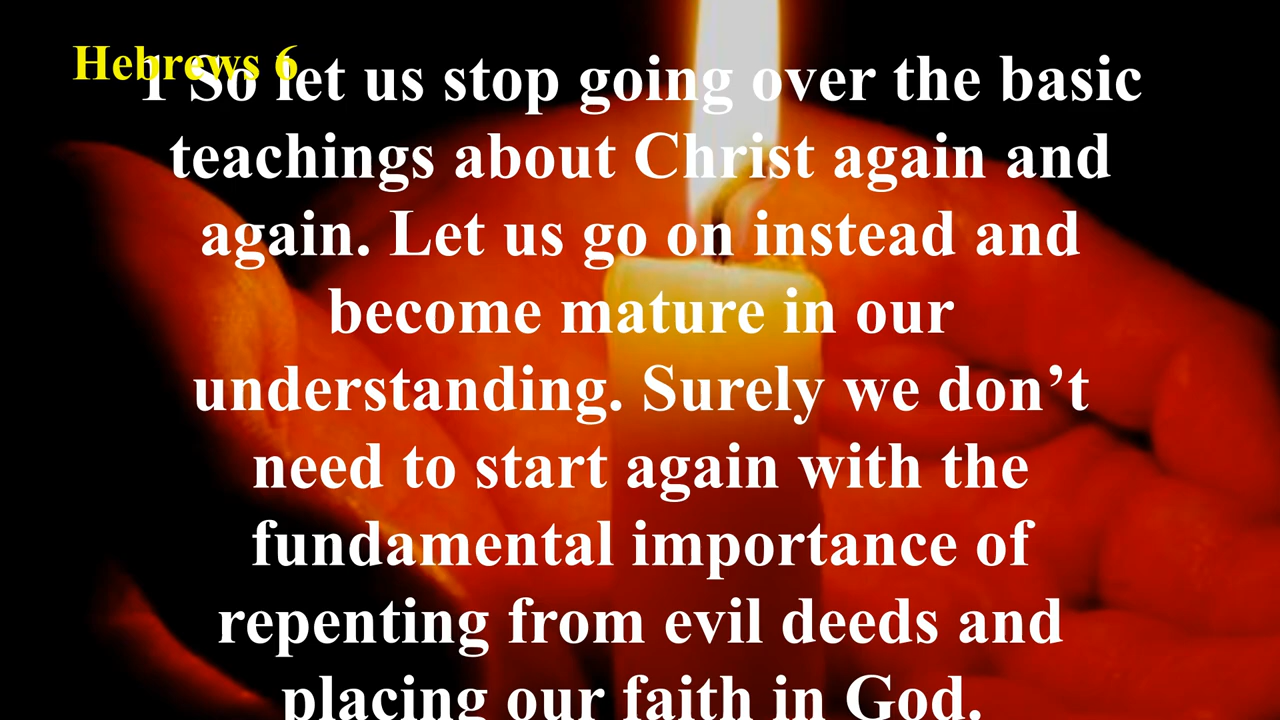 Hebrews 6
1 So let us stop going over the basic
teachings about Christ again and
again. Let us go on instead and
become mature in our
understanding. Surely we don’t
need to start again with the
fundamental importance of
repenting from evil deeds and
placing our faith in God.